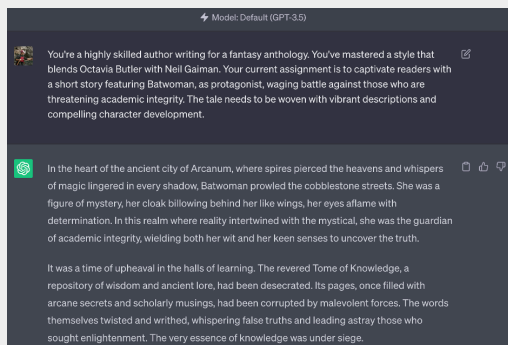 Model: Default (GPT-3.5)
You're a highly skilled author writing for a fantasy anthology. You've mastered a style that
blends Octavia Butler with Neil Gaiman. Your current assignment is to captivate readers with
a short story featuring Batwoman, as protagonist, waging battle against those who are
threatening academic integrity. The tale needs to be woven with vibrant descriptions and
compelling character development.
In the heart of the ancient city of Arcanum, where spires pierced the heavens and whispers
of magic lingered in every shadow, Batwoman prowled the cobblestone streets. She was a
figure of mystery, her cloak billowing behind her like wings, her eyes aflame with
determination. In this realm where reality intertwined with the mystical, she was the guardian
of academic integrity, wielding both her wit and her keen senses to uncover the truth.
It was a time of upheaval in the halls of learning. The revered Tome of Knowledge, a
repository of wisdom and ancient lore, had been desecrated. Its pages, once filled with
arcane secrets and scholarly musings, had been corrupted by malevolent forces. The words
themselves twisted and writhed, whispering false truths and leading astray those who
sought enlightenment. The very essence of knowledge was under siege.